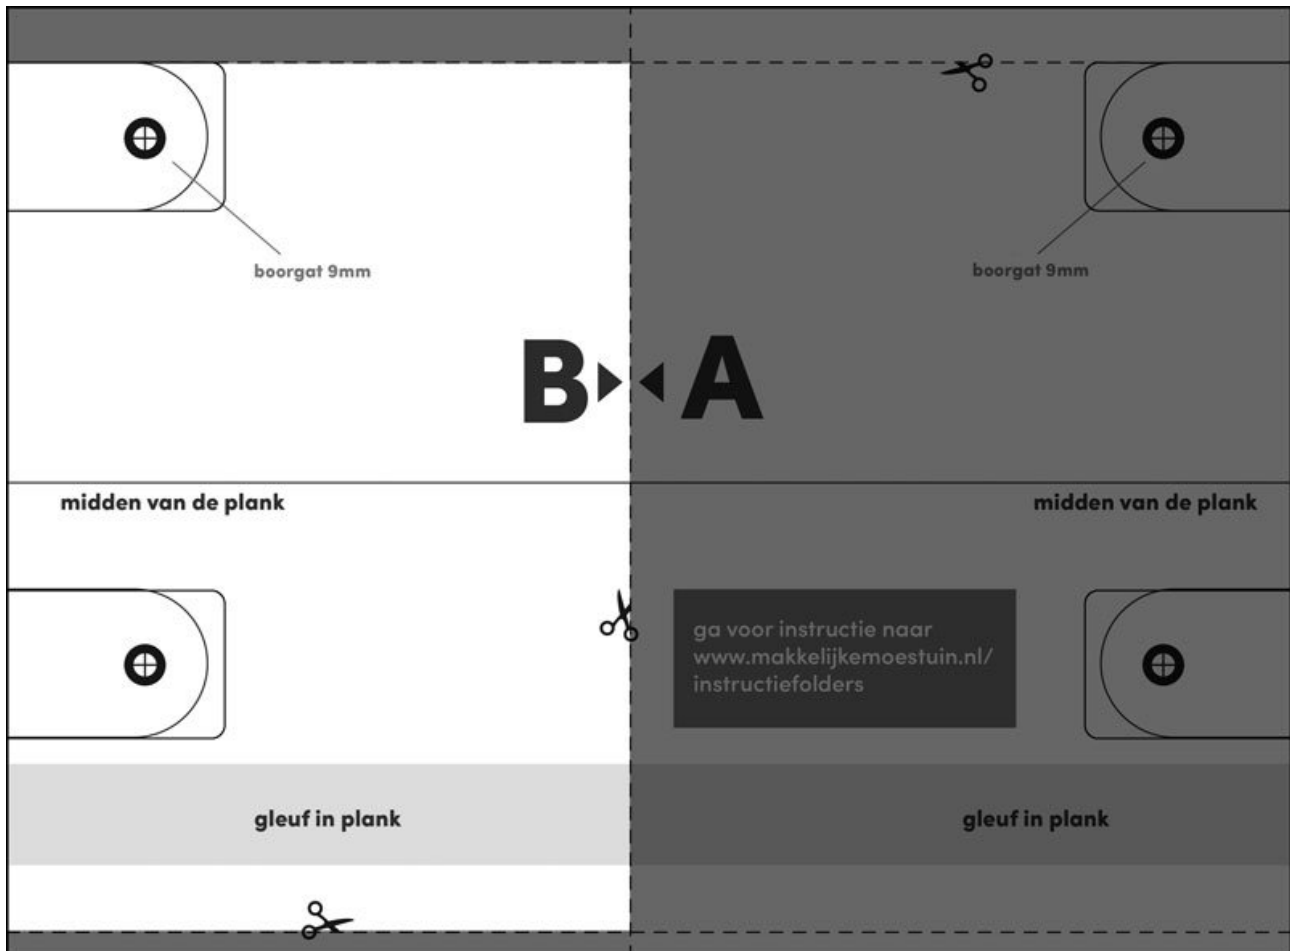 boorgat 9mm
boorgat 9mm
B
A
midden van de plank
midden van de plank
ga voor instructie naar
www.makkelijkemoestuin.nl/
instructiefolders
gleuf in plank
gleuf in plank